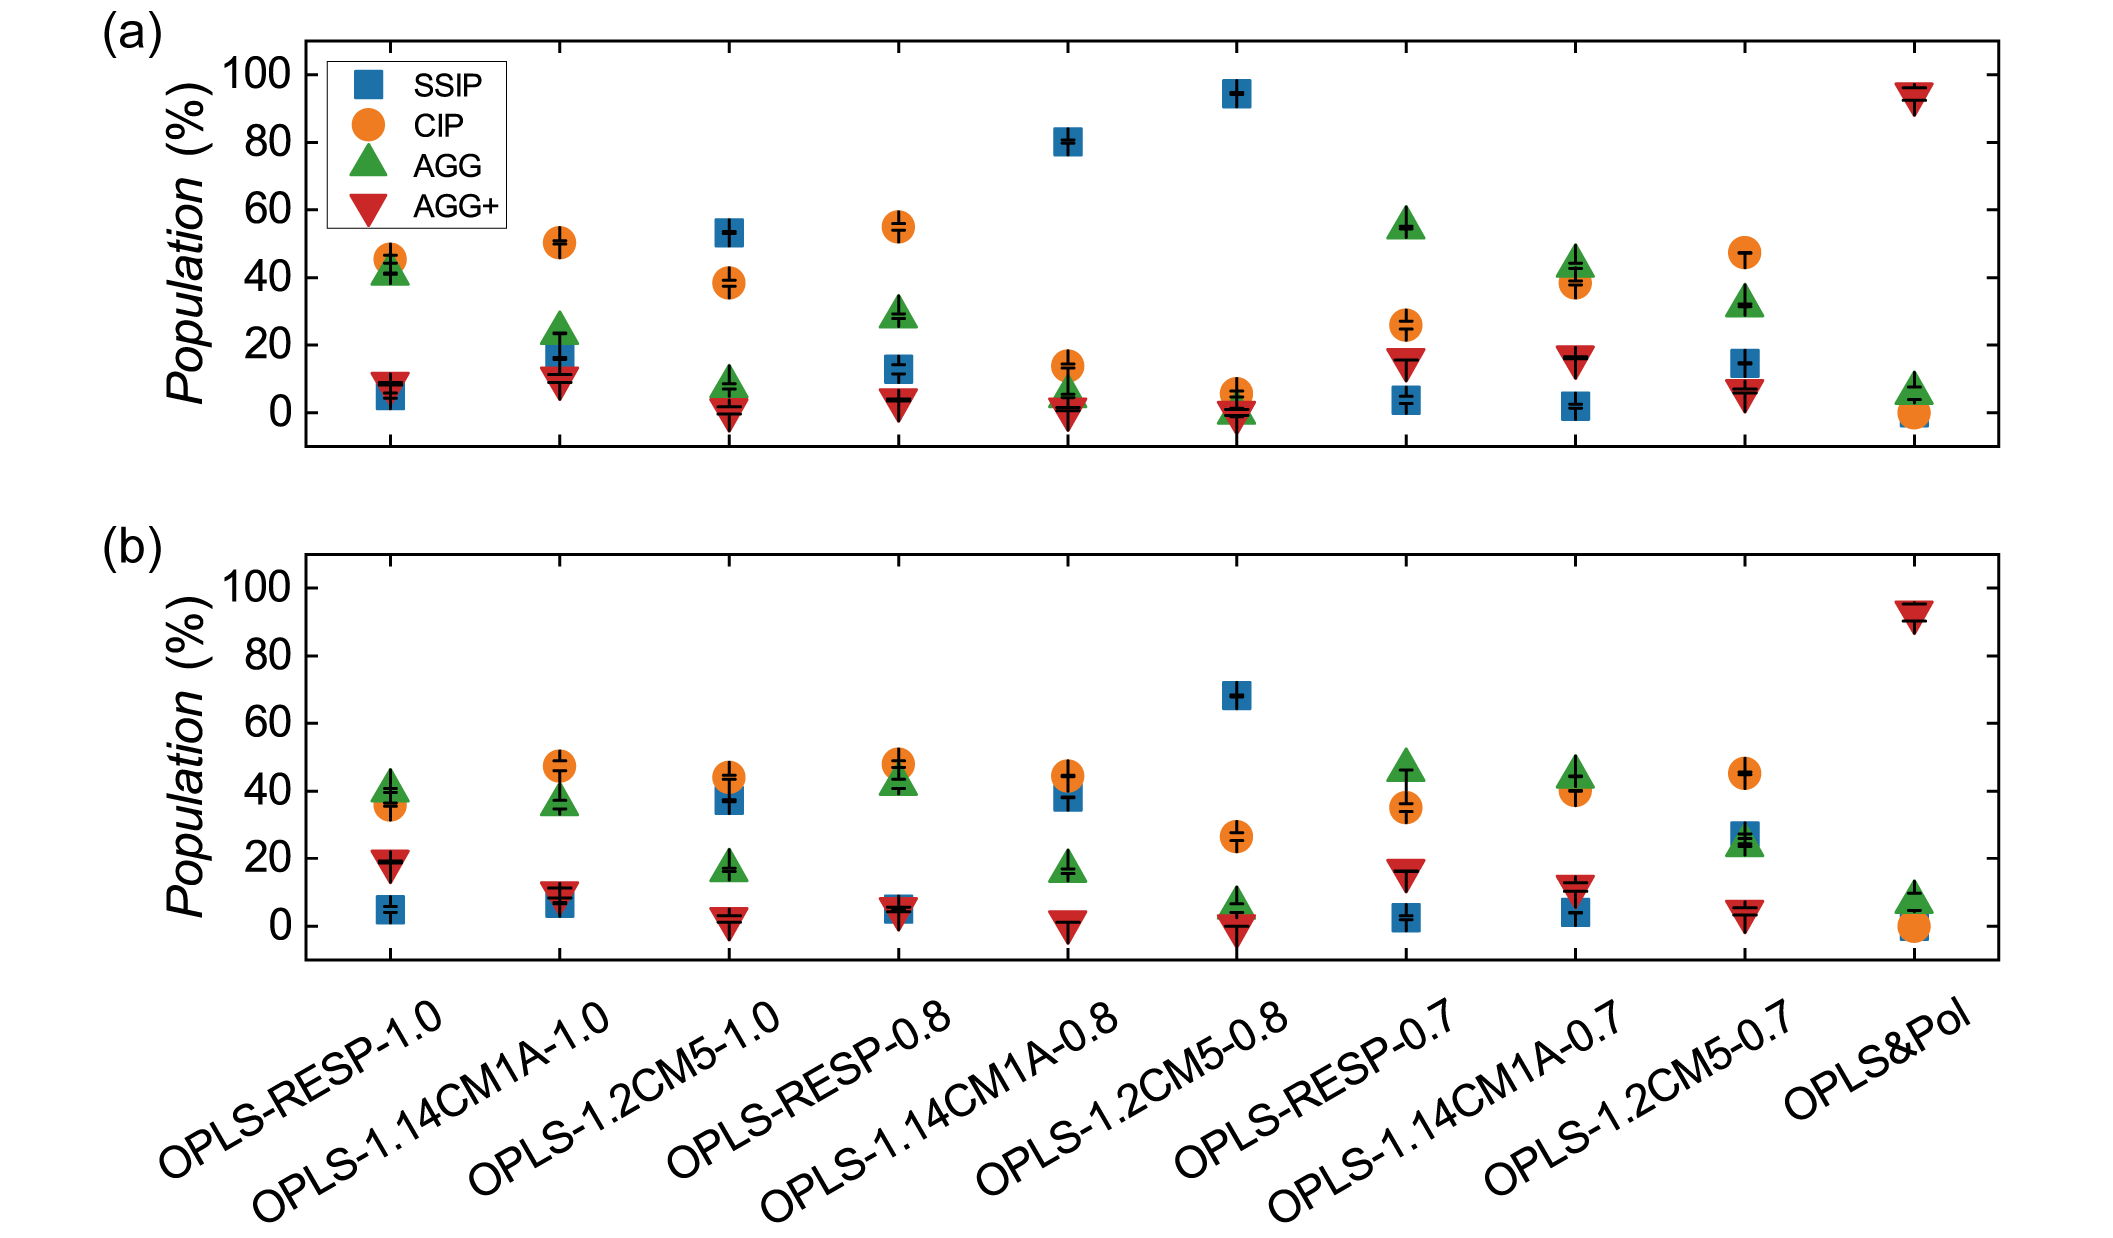 (a)
Population (%)
100
80
60
40
20
0
SSIP
CIP
AGG
AGG+
(b)
Population (%)
100
80
60
40
20
0
OPLS-RESP-1.0
OPLS-1.14CM1A-1.0
OPLS-1.2CM5-1.0
OPLS-RESP-0.8
OPLS-1.14CM1A-0.8
OPLS-1.2CM5-0.8
OPLS-RESP-0.7
OPLS-1.14CM1A-0.7
OPLS-1.2CM5-0.7
OPLS&Pol